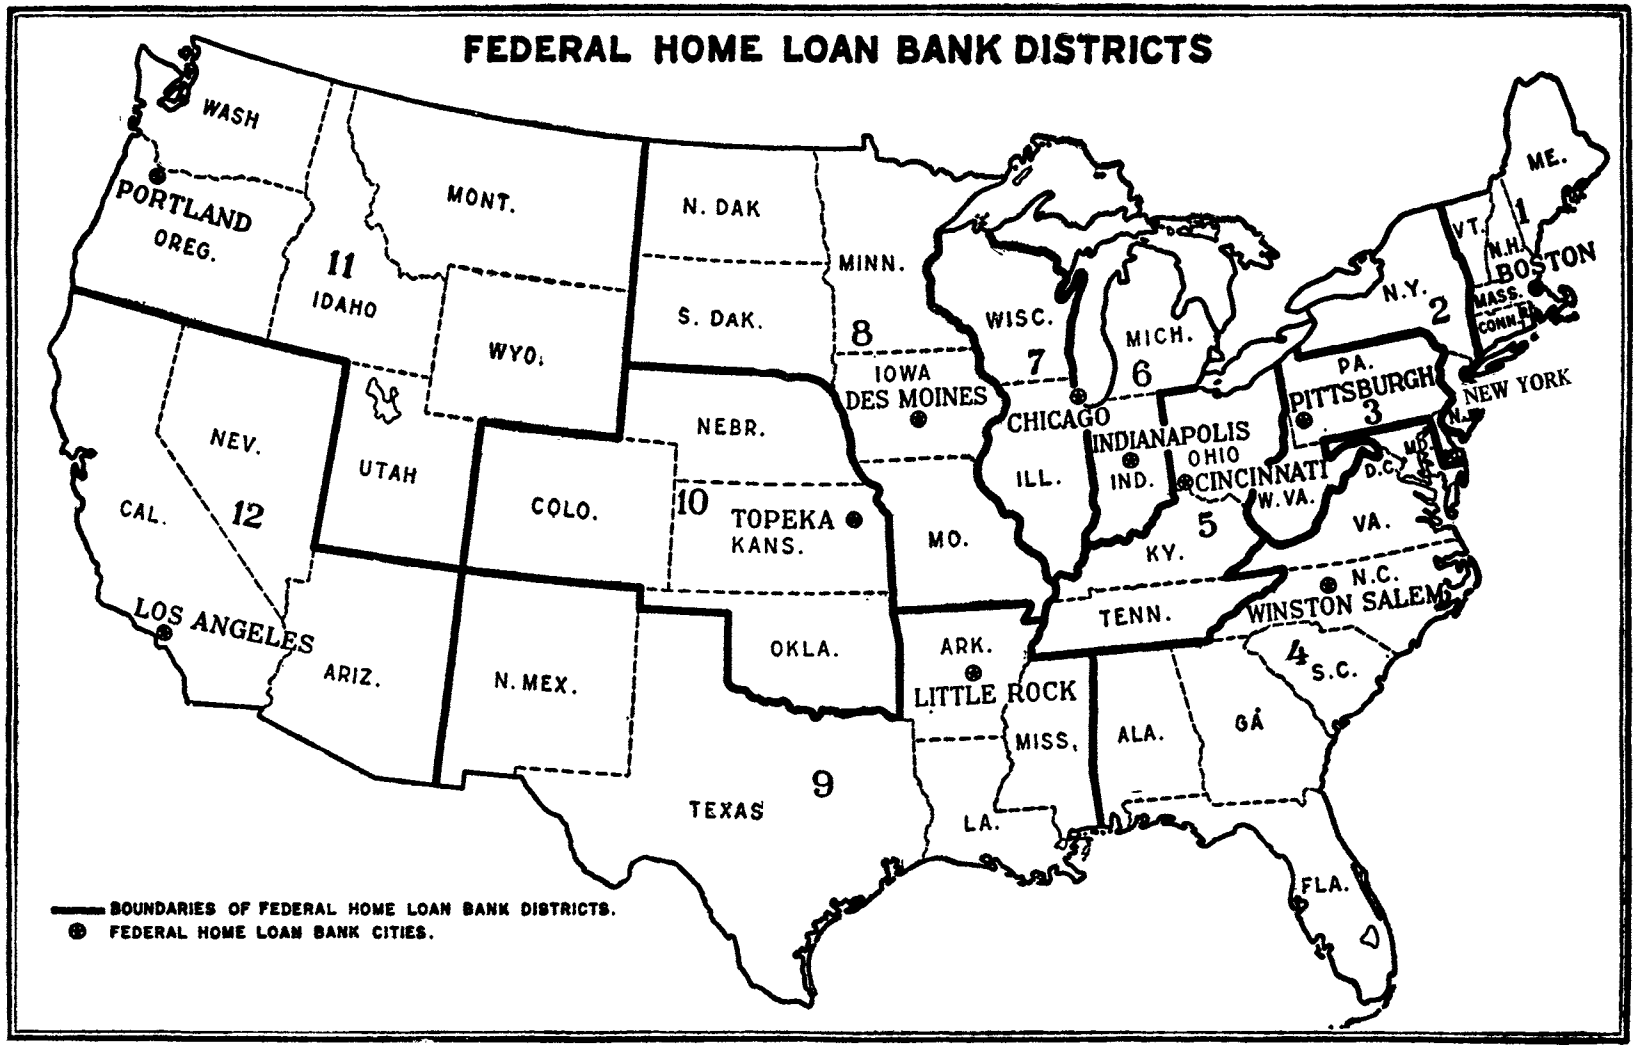 FEDERAL HOME LOAN BANK DISTRICTS
WASH
PORTLAND
OREG.
11
IDAHO
MONT.
WYO.
N. DAK
S. DAK.
MINN.
8
IOWA
DES MOINES
WISC.
7
MICH.
6
CHICAGO
INDIANAPOLIS
OHIO
CINCINNATI
ILL.
IND.
W.VA.
5
KY.
ME.
VT.
1
N.H.
BOSTON
MASS.
CONN.
R.I.
N.Y.
2
PA.
PITTSBURGH
3
NEW YORK
N.J.
MD.
D.C.
VA.
NEV.
UTAH
CAL.
12
LOS ANGELES
ARIZ.
COLO.
NEBR.
10
TOPEKA
KANS.
MO.
N. MEX.
OKLA.
ARK.
LITTLE ROCK
TENN.
N.C.
WINSTON SALEM
4
S.C.
MISS.
ALA.
GA
TEXAS
9
LA.
FLA.
BOUNDARIES OF FEDERAL HOME LOAN BANK DISTRICTS.
FEDERAL HOME LOAN BANK CITIES.